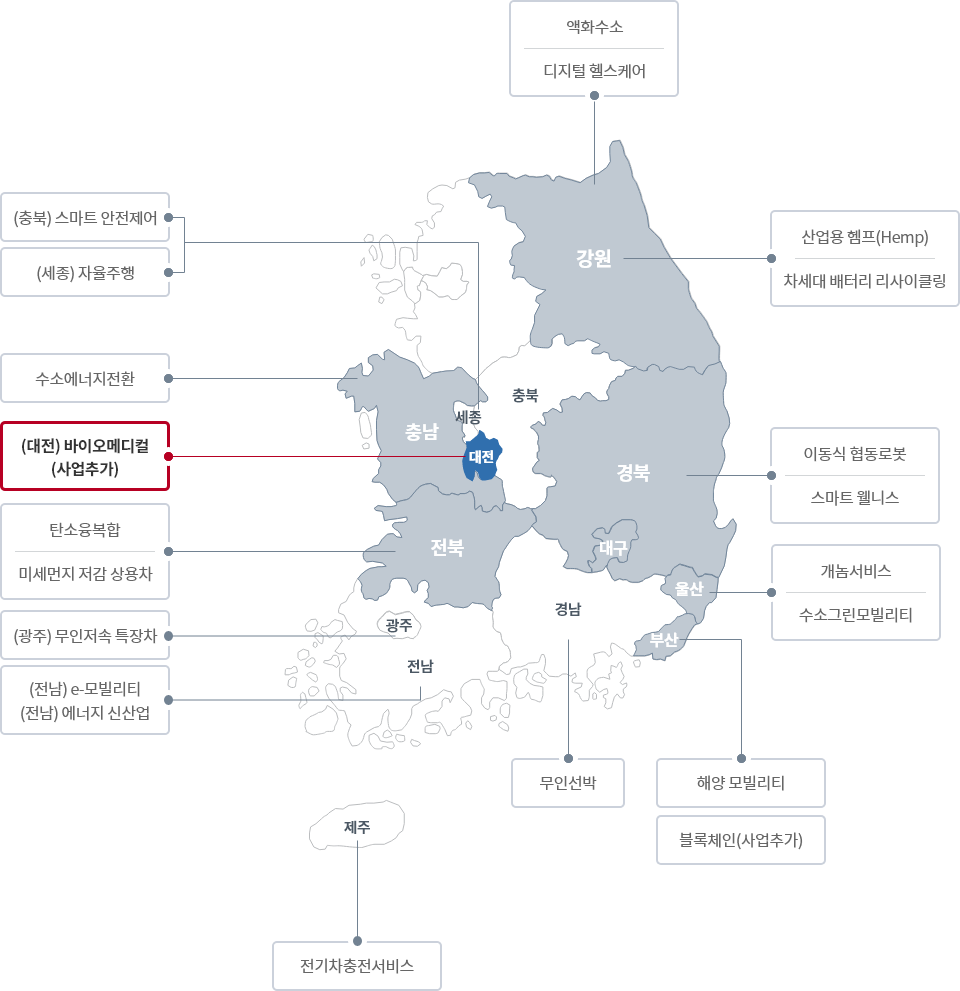 액화수소
디지털 헬스케어
(충북) 스마트 안전제어
(세종) 자율주행
수소에너지전환
(대전) 바이오메디컬
(사업추가)
탄소융복합
미세먼지 저감 상용차
(광주) 무인저속 특장차
(전남) e-모빌리티
(전남) 에너지 신산업
강원
충북
세종
충남
대전
경북
전북
대구
울산
경남
광주
부산
전남
제주
산업용 헴프(Hemp)
차세대 배터리 리사이클링
이동식 협동로봇
스마트 웰니스
개놈서비스
수소그린모빌리티
무인선박
해양 모빌리티
블록체인(사업추가)
전기차충전서비스